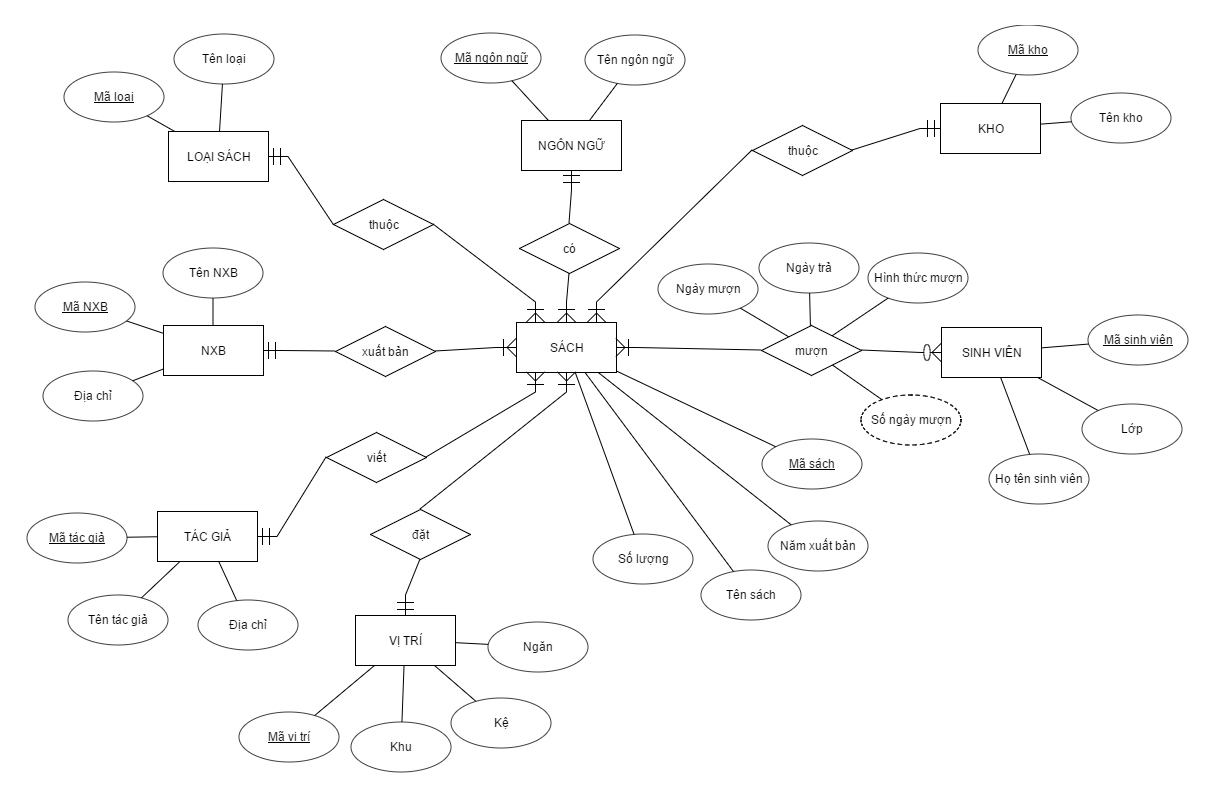 Mã kho
Tên loại
Mã ngôn ngữ
Tên ngôn ngữ
Mã loại
Tên kho
KHO
NGÔN NGỮ
thuộc
LOẠI SÁCH
thuộc
có
Tên NXB
Ngày trả
Hình thức mượn
Ngày mượn
Mã NXB
Mã sinh viên
SÁCH
NXB
xuất bản
mượn
SINH VIÊN
Địa chỉ
Số ngày mượn
Lớp
viết
Mã sách
Họ tên sinh viên
đặt
TÁC GIẢ
Mã tác giả
Năm xuất bản
Số lượng
Tên sách
Tên tác giả
Địa chỉ
VỊ TRÍ
Ngăn
Kệ
Mã vị trí
Khu